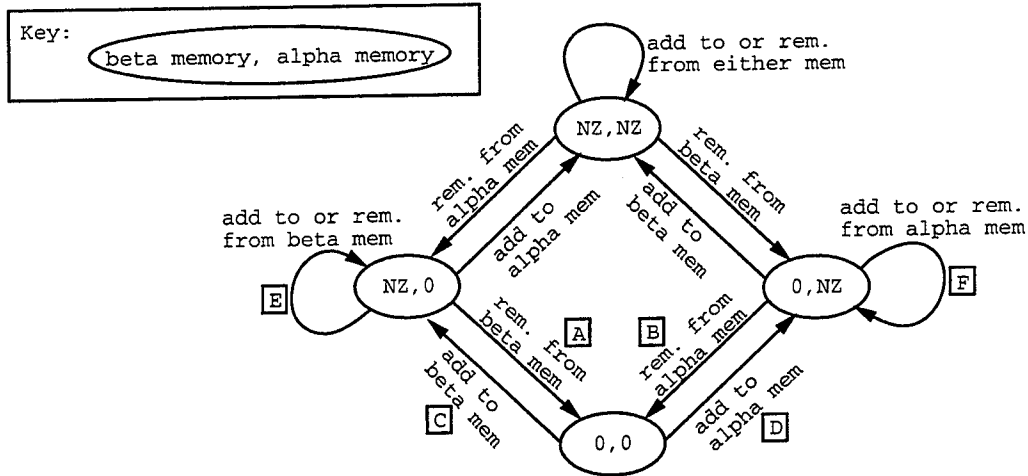 Key:
beta memory, alpha memory
add to or rem.
from either mem
NZ,NZ
rem. from
alpha mem
add to
alpha mem
rem. from
beta mem
add to
beta mem
add to or rem.
from beta mem
E
NZ,0
add to or rem.
from alpha mem
0,NZ
F
rem. from
beta mem
A
B
rem. from
alpha mem
add to
beta mem
C
add to
alpha mem
D
0,0